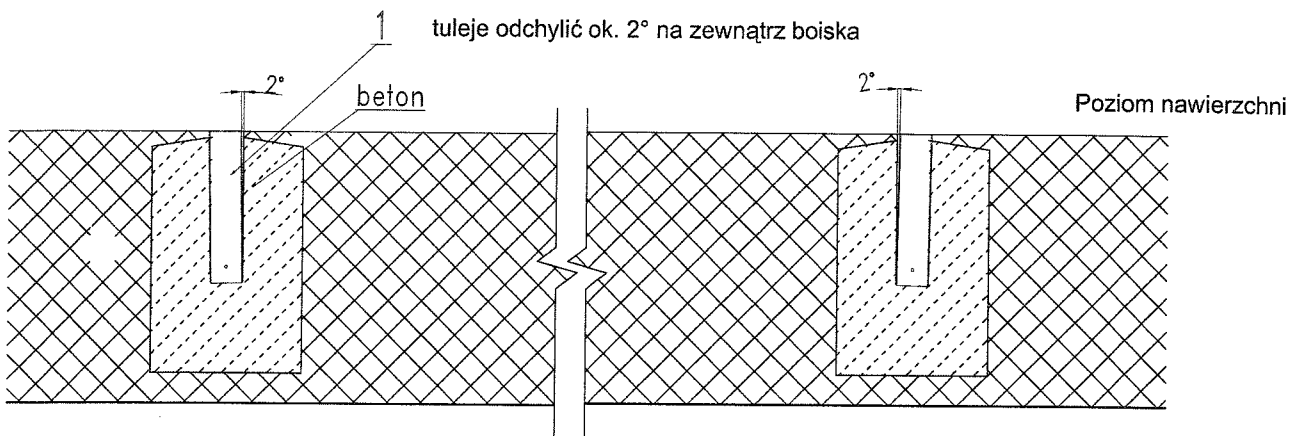 1 tuleje odchylić ok. 2° na zewnątrz boiska
2°
beton
2°
Poziom nawierzchni